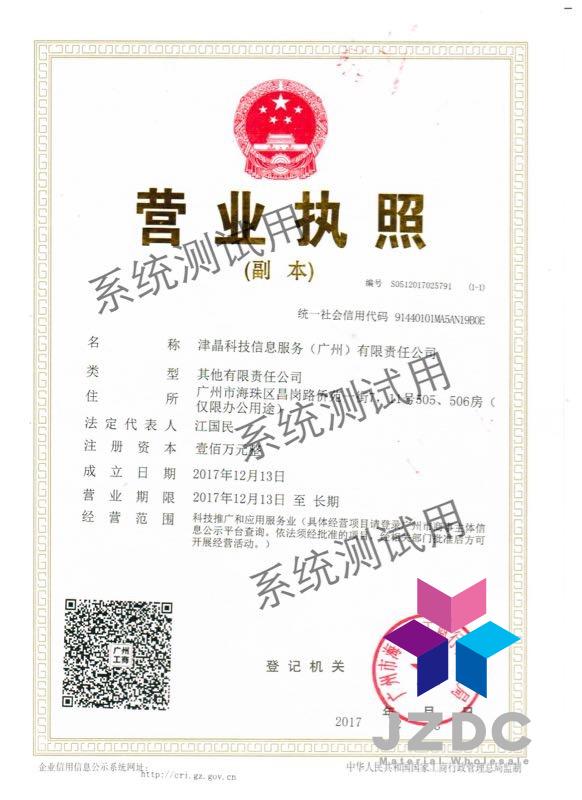 营业执照
(副 本)
编号 S0512017025791 (1-1)
统一社会信用代码 91440101MA5AN19B0E
名 称 津晶科技信息服务（广州）有限责任公司
类 型 其他有限责任公司
住 所 广州市海珠区昌岗路侨苑一街7、11号505、506房（
仅限办公用途）
法定代表人 江国民
注 册 资 本 壹佰万元整
成 立 日 期 2017年12月13日
营 业 期 限 2017年12月13日 至 长期
经 营 范 围 科技推广和应用服务业（具体经营项目请登录广州市商事主体信
息公示平台查询。依法须经批准的项目，经相关部门批准后方可
开展经营活动。）
系统测试用
系统测试用
系统测试用
广州
工商
登 记 机 关
广州市海
2017 年 月 日
JZDC
Material Wholesale
企业信用信息公示系统网址：
http://cri.gz.gov.cn
中华人民共和国国家工商行政管理总局监制